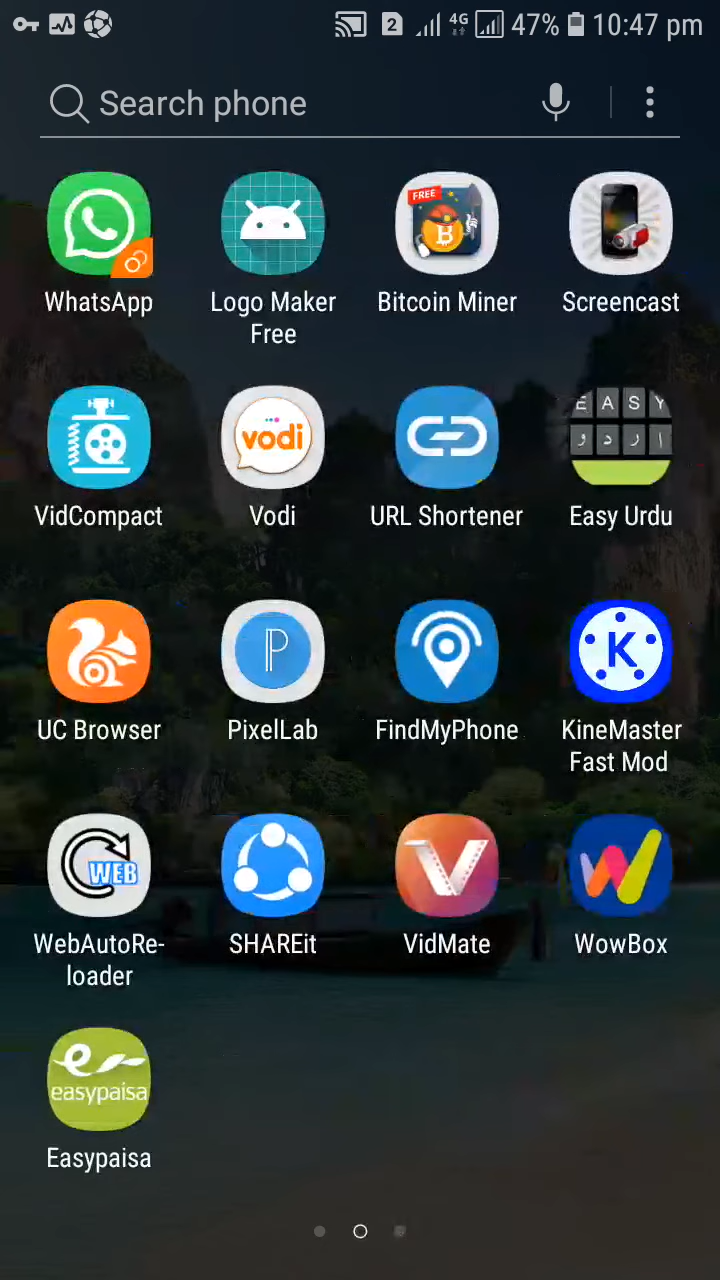 2 4G 47% 10:47 pm
Search phone
FREE
B
WhatsApp
Logo Maker
Free
Bitcoin Miner
Screencast
E A S Y
ا ر د و
vodi
VidCompact
Vodi
URL Shortener
Easy Urdu
P
K
UC Browser
PixelLab
FindMyPhone
KineMaster
Fast Mod
WEB
WebAutoRe-
loader
SHAREit
VidMate
WowBox
easypaisa
Easypaisa